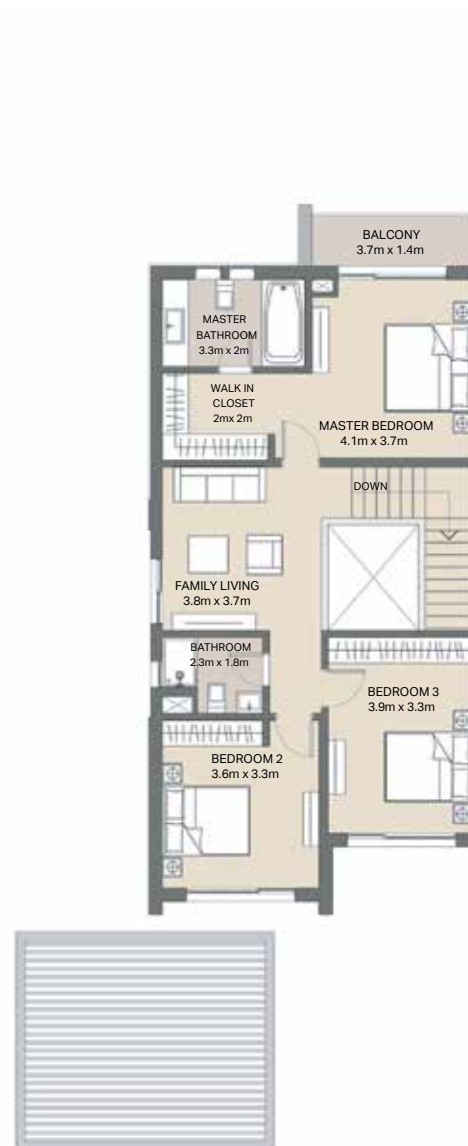 BALCONY
3.7m x 1.4m
MASTER
BATHROOM
3.3m x 2m
WALK IN
CLOSET
2mx 2m
MASTER BEDROOM
4.1m x 3.7m
DOWN
FAMILY LIVING
3.8m x 3.7m
BATHROOM
2.3m x 1.8m
BEDROOM 3
3.9m x 3.3m
BEDROOM 2
3.6m x 3.3m